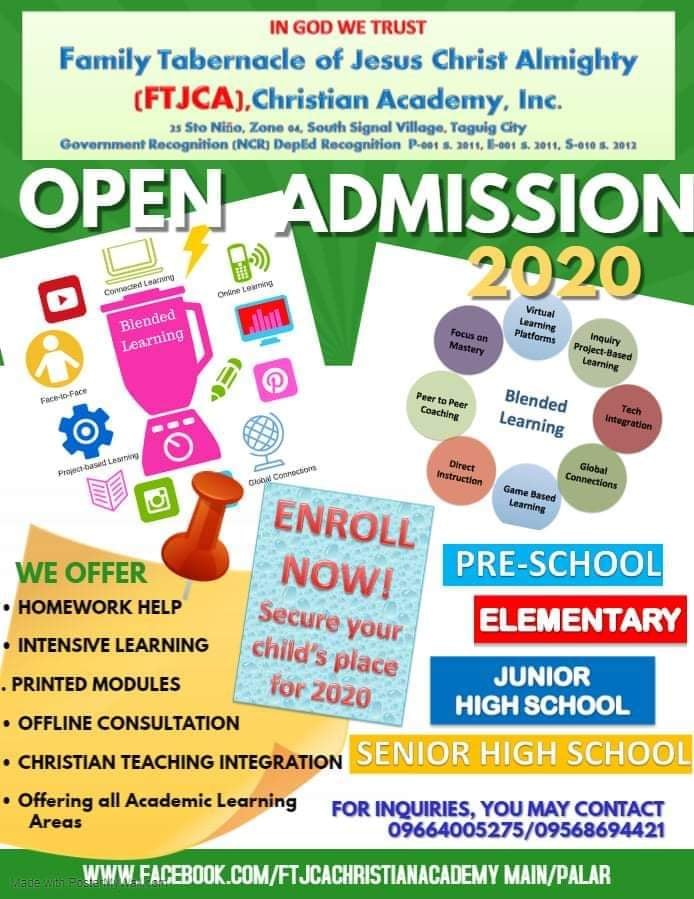 IN GOD WE TRUST
Family Tabernacle of Jesus Christ Almighty
(FTJCA),Christian Academy, Inc.
25 Sto Niño, Zone 04, South Signal Village, Taguig City
Government Recognition (NCR) DepEd Recognition P-001 s. 2011, E-001 s. 2011, S-010 s. 2012
OPEN ADMISSION
2020
Connected Learning
Online Learning
Blended
Learning
Face-to-Face
Project-based Learning
Global Connections
Virtual
Learning
Platforms
Inquiry
Project-Based
Learning
Tech
Integration
Global
Connections
Game Based
Learning
Direct
Instruction
Peer to Peer
Coaching
Focus on
Mastery
Blended
Learning
ENROLL
NOW!
Secure your
child's place
for 2020
WE OFFER
• HOMEWORK HELP
• INTENSIVE LEARNING
. PRINTED MODULES
• OFFLINE CONSULTATION
• CHRISTIAN TEACHING INTEGRATION
• Offering all Academic Learning
Areas
PRE-SCHOOL
ELEMENTARY
JUNIOR
HIGH SCHOOL
SENIOR HIGH SCHOOL
FOR INQUIRIES, YOU MAY CONTACT
09664005275/09568694421
WWW.FACEBOOK.COM/FTJCACHRISTIANACADEMY MAIN/PALAR
Made with PosterMyWall.com